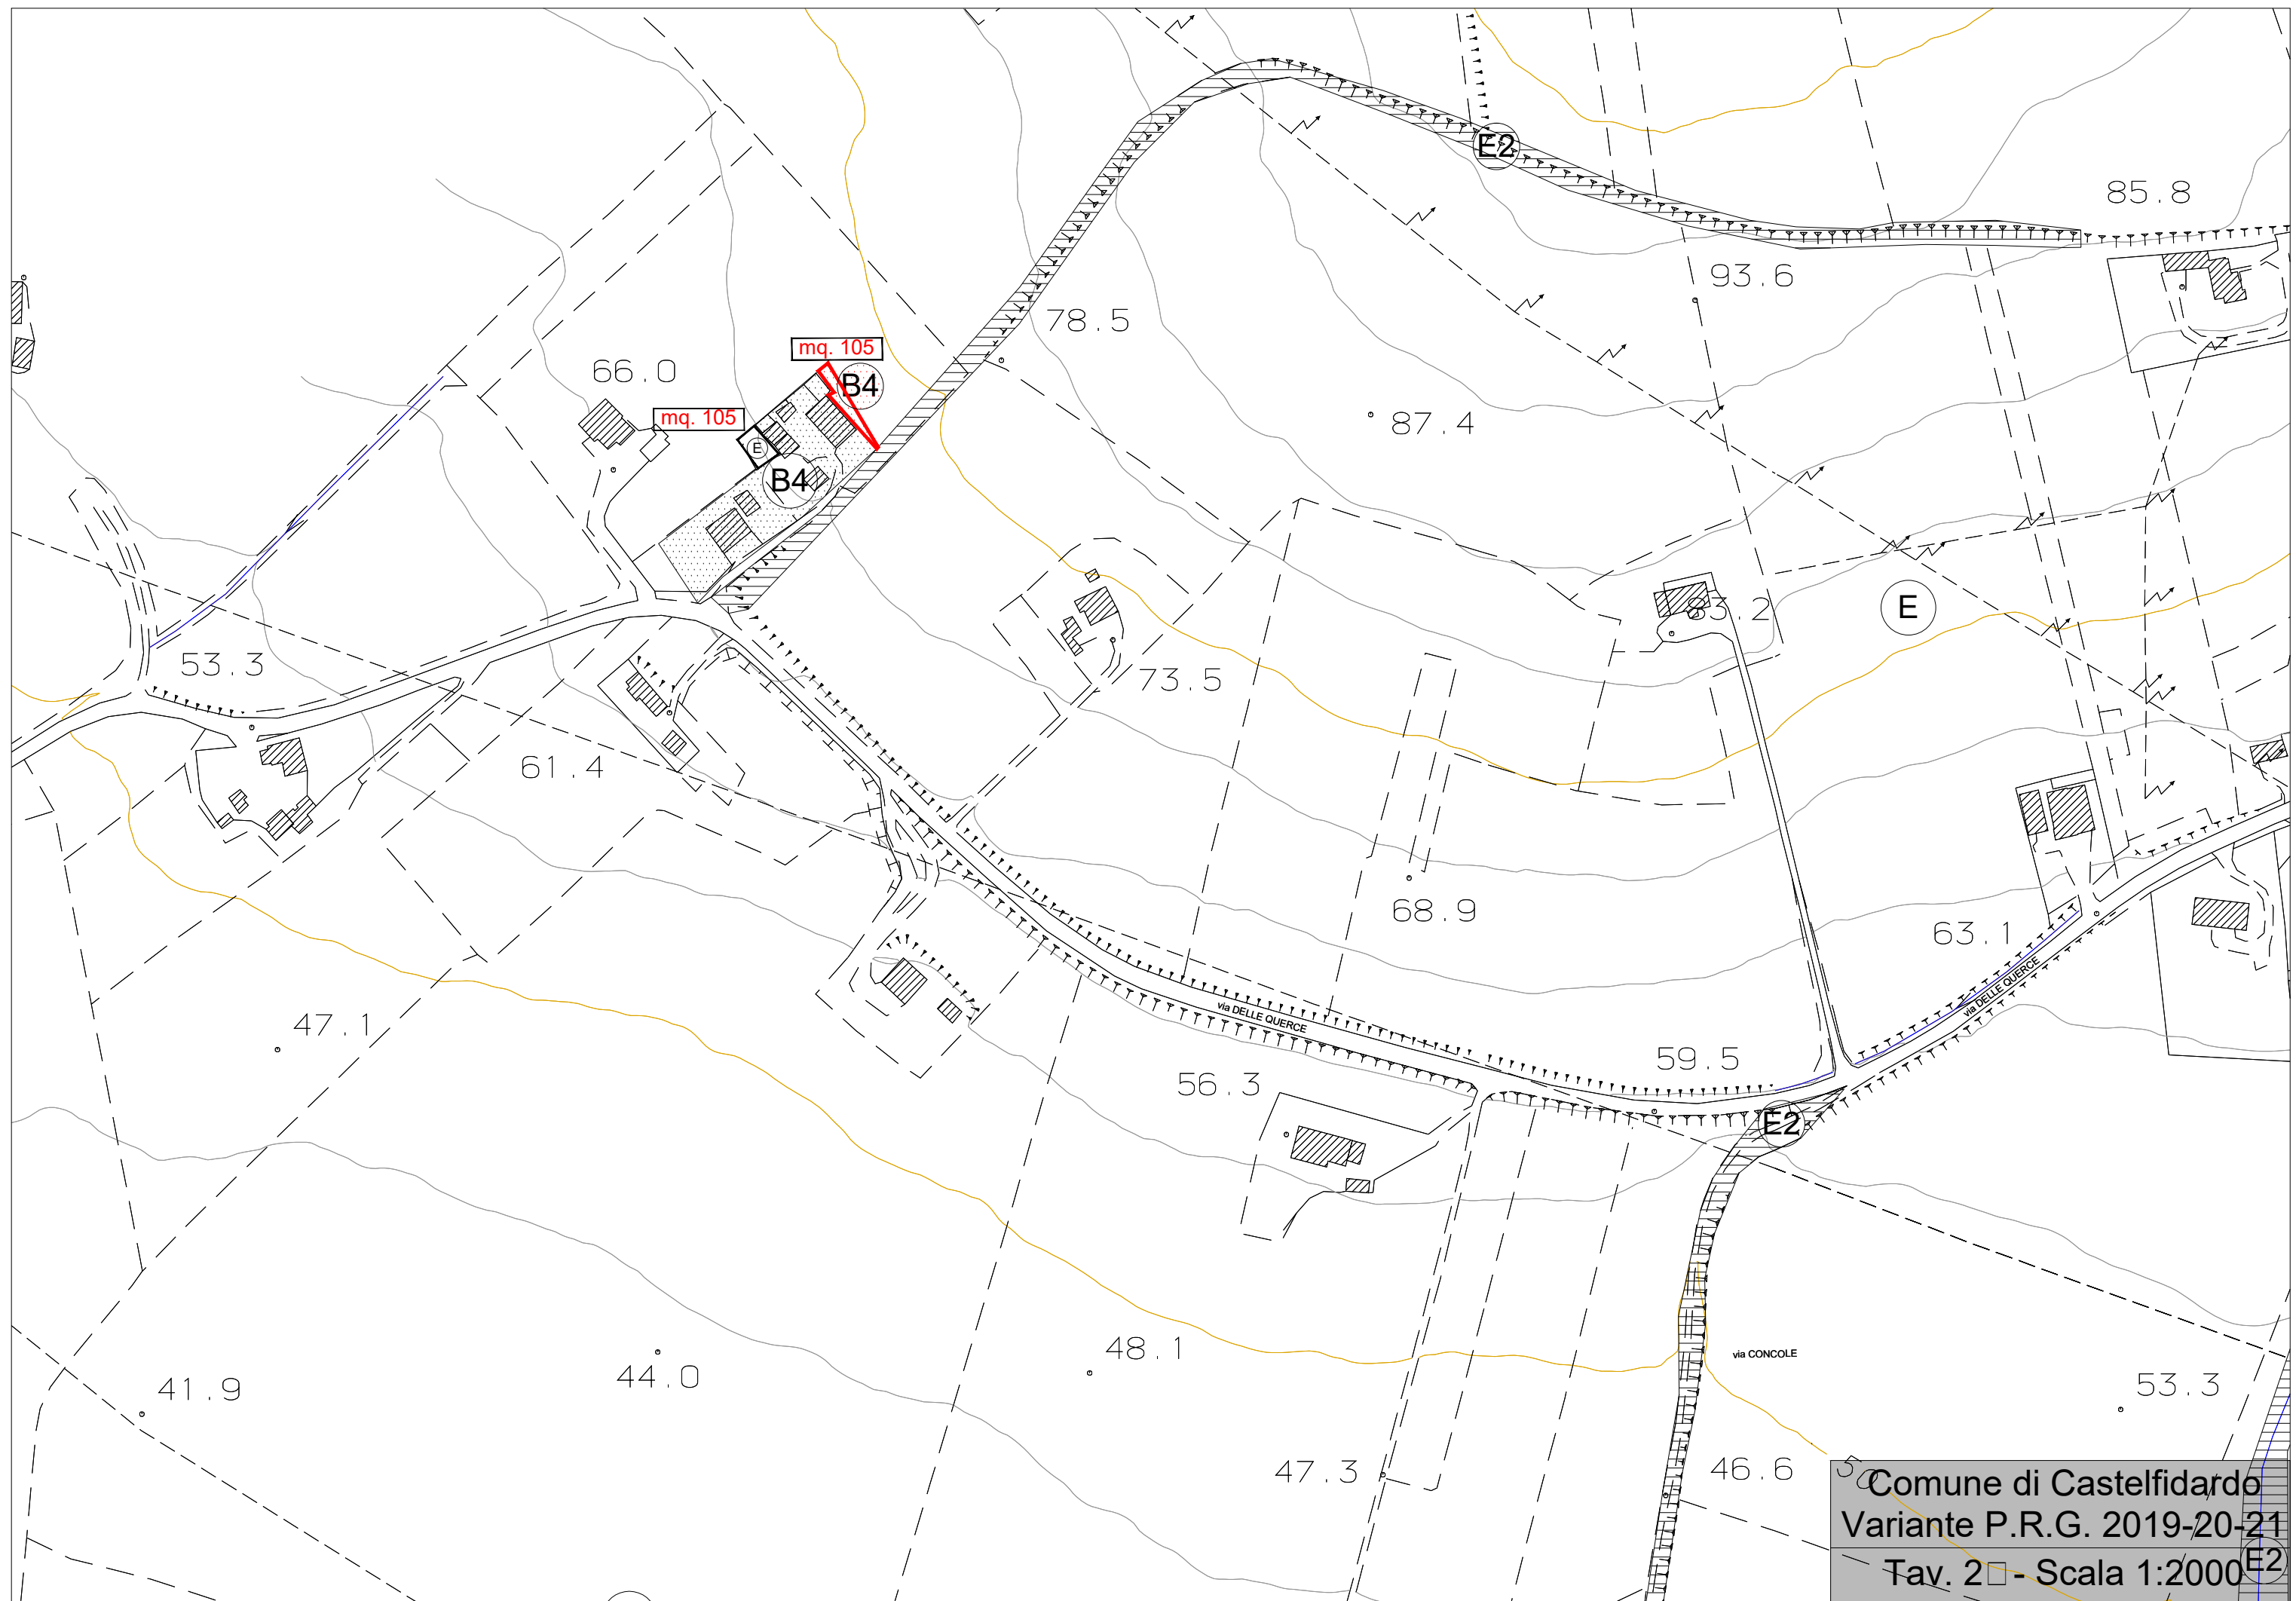 E2
85.8
93.6
78.5
mq. 105
66.0
B4
mq. 105
87.4
E
B4
83.2
E
53.3
73.5
61.4
68.9
63.1
via DELLE QUERCE
via DELLE QUERCE
47.1
59.5
56.3
E2
48.1
via CONCOLE
44.0
41.9
53.3
47.3
46.6
50
Comune di Castelfidardo
Variante P.R.G. 2019-20-21
E2
Tav. 2□ - Scala 1:2000